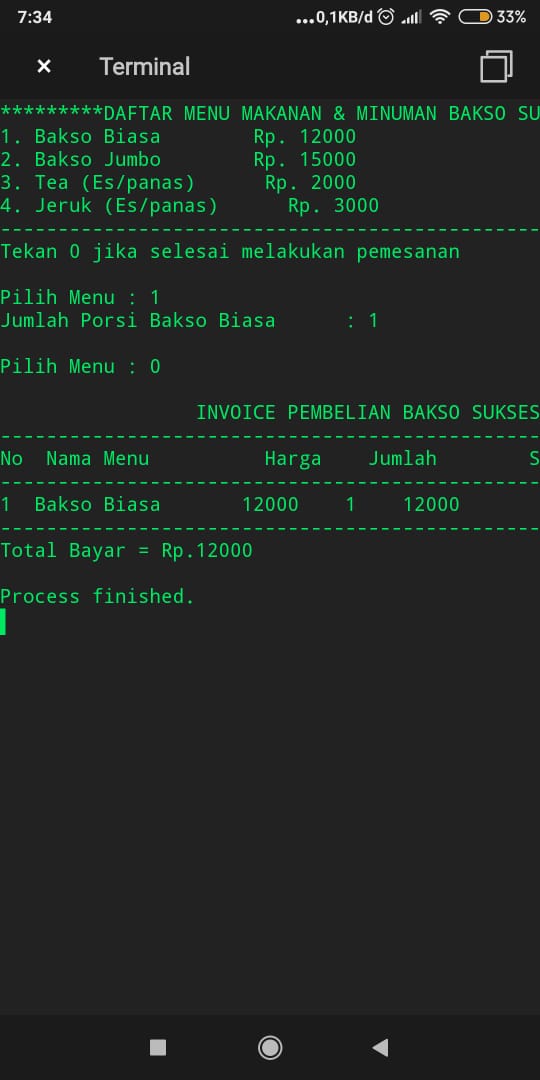 7:34 ...0,1KB/d 33%
× Terminal
*********DAFTAR MENU MAKANAN & MINUMAN BAKSO SU
1. Bakso Biasa        Rp. 12000
2. Bakso Jumbo        Rp. 15000
3. Tea (Es/panas)      Rp. 2000
4. Jeruk (Es/panas)      Rp. 3000
-----------------------------------------------
Tekan 0 jika selesai melakukan pemesanan
Pilih Menu : 1
Jumlah Porsi Bakso Biasa      : 1
Pilih Menu : 0
INVOICE PEMBELIAN BAKSO SUKSES
-----------------------------------------------
No  Nama Menu          Harga    Jumlah        S
-----------------------------------------------
1  Bakso Biasa       12000    1    12000
-----------------------------------------------
Total Bayar = Rp.12000
Process finished.